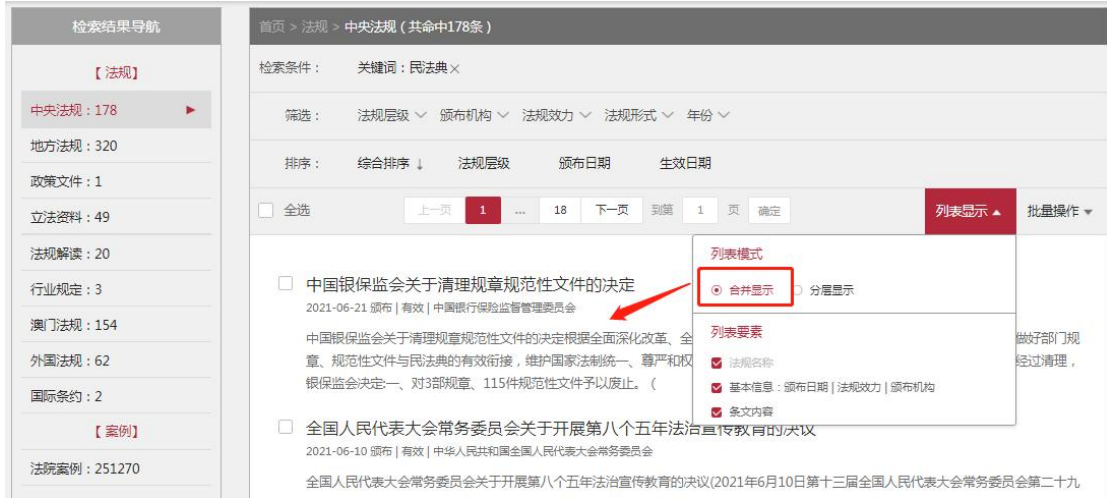 检索结果导航
【 法规】
中央法规：178
地方法规：320
政策文件：1
立法资料：49
法规解读：20
行业规定：3
澳门法规：154
外国法规：62
国际条约：2
【 案例】
法院案例：251270
首页 > 法规 > 中央法规 ( 共命中178条 )
检索条件： 关键词：民法典×
筛选： 法规层级 颁布机构 法规效力 法规形式 年份
排序： 综合排序 ↓ 法规层级 颁布日期 生效日期
全选 上一页 1 ... 18 下一页 到第 1 页 确定 列表显示 ▲ 批量操作 ▼
列表模式
合并显示 分层显示
列表要素
法规名称
基本信息：颁布日期 | 法规效力 | 颁布机构
条文内容
中国银保监会关于清理规章规范性文件的决定
2021-06-21 颁布 | 有效 | 中国银行保险监督管理委员会
中国银保监会关于清理规章规范性文件的决定根据全面深化改革、全 做好部门规
章、规范性文件与民法典的有效衔接，维护国家法制统一、尊严和权 经过清理，
银保监会决定:一、对3部规章、115件规范性文件予以废止。 (
全国人民代表大会常务委员会关于开展第八个五年法治宣传教育的决议
2021-06-10 颁布 | 有效 | 中华人民共和国全国人民代表大会常务委员会
全国人民代表大会常务委员会关于开展第八个五年法治宣传教育的决议(2021年6月10日第十三届全国人民代表大会常务委员会第二十九